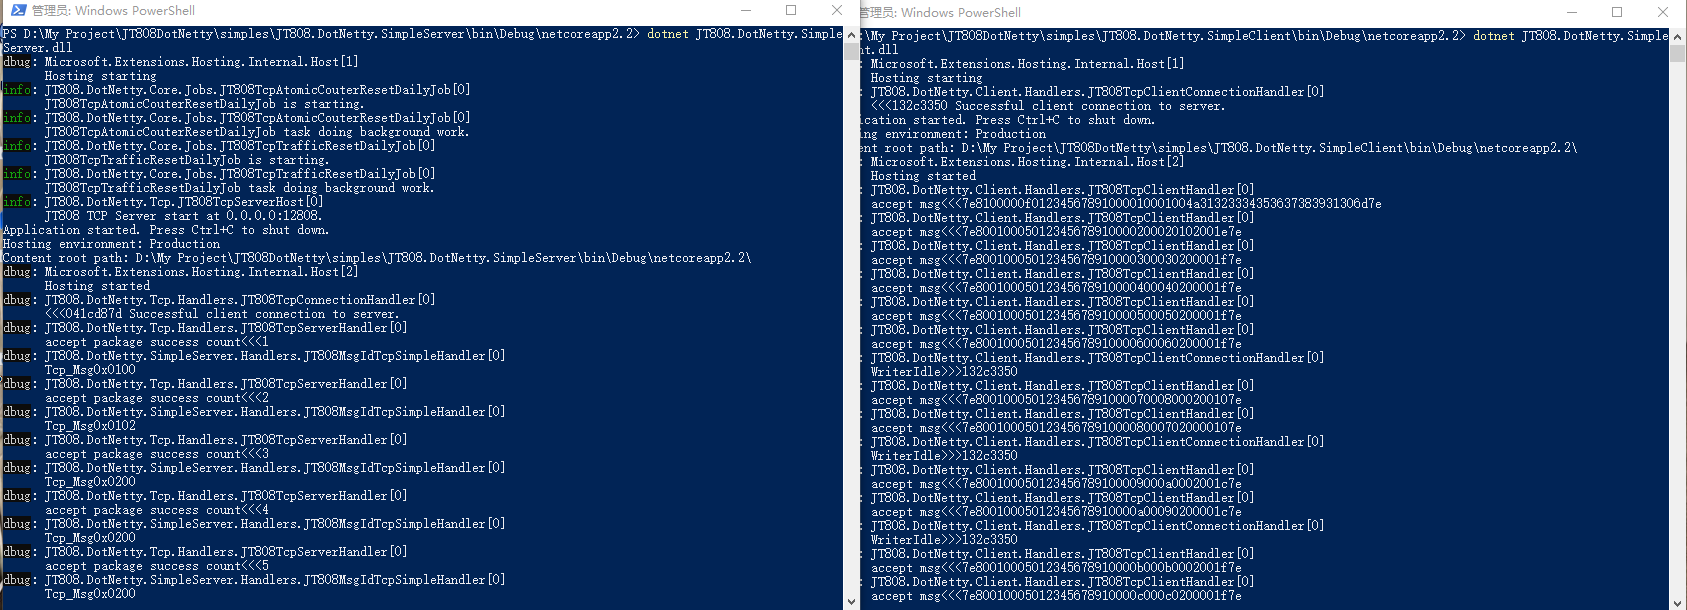 管理员: Windows PowerShell
PS D:\My Project\JT808DotNetty\simples\JT808.DotNetty.SimpleServer\bin\Debug\netcoreapp2.2> dotnet JT808.DotNetty.Simple
Server.dll
dbug: Microsoft.Extensions.Hosting.Internal.Host[1]
Hosting starting
info: JT808.DotNetty.Core.Jobs.JT808TcpAtomicCouterResetDailyJob[0]
JT808TcpAtomicCouterResetDailyJob is starting.
info: JT808.DotNetty.Core.Jobs.JT808TcpAtomicCouterResetDailyJob[0]
JT808TcpAtomicCouterResetDailyJob task doing background work.
info: JT808.DotNetty.Core.Jobs.JT808TcpTrafficResetDailyJob[0]
JT808TcpTrafficResetDailyJob is starting.
info: JT808.DotNetty.Core.Jobs.JT808TcpTrafficResetDailyJob[0]
JT808TcpTrafficResetDailyJob task doing background work.
info: JT808.DotNetty.Tcp.JT808TcpServerHost[0]
JT808 TCP Server start at 0.0.0.0:12808.
Application started. Press Ctrl+C to shut down.
Hosting environment: Production
Content root path: D:\My Project\JT808DotNetty\simples\JT808.DotNetty.SimpleServer\bin\Debug\netcoreapp2.2\
dbug: Microsoft.Extensions.Hosting.Internal.Host[2]
Hosting started
dbug: JT808.DotNetty.Tcp.Handlers.JT808TcpConnectionHandler[0]
<<<041cd87d Successful client connection to server.
dbug: JT808.DotNetty.Tcp.Handlers.JT808TcpServerHandler[0]
accept package success count<<<1
dbug: JT808.DotNetty.SimpleServer.Handlers.JT808MsgIdTcpSimpleHandler[0]
Tcp_Msg0x0100
dbug: JT808.DotNetty.Tcp.Handlers.JT808TcpServerHandler[0]
accept package success count<<<2
dbug: JT808.DotNetty.SimpleServer.Handlers.JT808MsgIdTcpSimpleHandler[0]
Tcp_Msg0x0102
dbug: JT808.DotNetty.Tcp.Handlers.JT808TcpServerHandler[0]
accept package success count<<<3
dbug: JT808.DotNetty.SimpleServer.Handlers.JT808MsgIdTcpSimpleHandler[0]
Tcp_Msg0x0200
dbug: JT808.DotNetty.Tcp.Handlers.JT808TcpServerHandler[0]
accept package success count<<<4
dbug: JT808.DotNetty.SimpleServer.Handlers.JT808MsgIdTcpSimpleHandler[0]
Tcp_Msg0x0200
dbug: JT808.DotNetty.Tcp.Handlers.JT808TcpServerHandler[0]
accept package success count<<<5
dbug: JT808.DotNetty.SimpleServer.Handlers.JT808MsgIdTcpSimpleHandler[0]
Tcp_Msg0x0200
管理员: Windows PowerShell
:\My Project\JT808DotNetty\simples\JT808.DotNetty.SimpleClient\bin\Debug\netcoreapp2.2> dotnet JT808.DotNetty.Simple
nt.dll
: Microsoft.Extensions.Hosting.Internal.Host[1]
Hosting starting
: JT808.DotNetty.Client.Handlers.JT808TcpClientConnectionHandler[0]
<<<132c3350 Successful client connection to server.
ication started. Press Ctrl+C to shut down.
ing environment: Production
ent root path: D:\My Project\JT808DotNetty\simples\JT808.DotNetty.SimpleClient\bin\Debug\netcoreapp2.2\
: Microsoft.Extensions.Hosting.Internal.Host[2]
Hosting started
: JT808.DotNetty.Client.Handlers.JT808TcpClientHandler[0]
accept msg<<<7e8100000f0123456789100001 0001004a31323334353637383931306d7e
: JT808.DotNetty.Client.Handlers.JT808TcpClientHandler[0]
accept msg<<<7e8001000501234567891000020002010200 1e7e
: JT808.DotNetty.Client.Handlers.JT808TcpClientHandler[0]
accept msg<<<7e80010005012345678910000300030200001f7e
: JT808.DotNetty.Client.Handlers.JT808TcpClientHandler[0]
accept msg<<<7e80010005012345678910000400040200001f7e
: JT808.DotNetty.Client.Handlers.JT808TcpClientHandler[0]
accept msg<<<7e80010005012345678910000500050200001f7e
: JT808.DotNetty.Client.Handlers.JT808TcpClientHandler[0]
accept msg<<<7e80010005012345678910000600060200001f7e
: JT808.DotNetty.Client.Handlers.JT808TcpClientConnectionHandler[0]
WriterIdle>>>132c3350
: JT808.DotNetty.Client.Handlers.JT808TcpClientHandler[0]
accept msg<<<7e8001000501234567891000070008000200107e
: JT808.DotNetty.Client.Handlers.JT808TcpClientHandler[0]
accept msg<<<7e8001000501234567891000080007020000107e
: JT808.DotNetty.Client.Handlers.JT808TcpClientConnectionHandler[0]
WriterIdle>>>132c3350
: JT808.DotNetty.Client.Handlers.JT808TcpClientHandler[0]
accept msg<<<7e800100050123456789100009000a0002001c7e
: JT808.DotNetty.Client.Handlers.JT808TcpClientHandler[0]
accept msg<<<7e80010005012345678910000a00090200001c7e
: JT808.DotNetty.Client.Handlers.JT808TcpClientConnectionHandler[0]
WriterIdle>>>132c3350
: JT808.DotNetty.Client.Handlers.JT808TcpClientHandler[0]
accept msg<<<7e80010005012345678910000b000b0002001f7e
: JT808.DotNetty.Client.Handlers.JT808TcpClientHandler[0]
accept msg<<<7e80010005012345678910000c000c0200001f7e